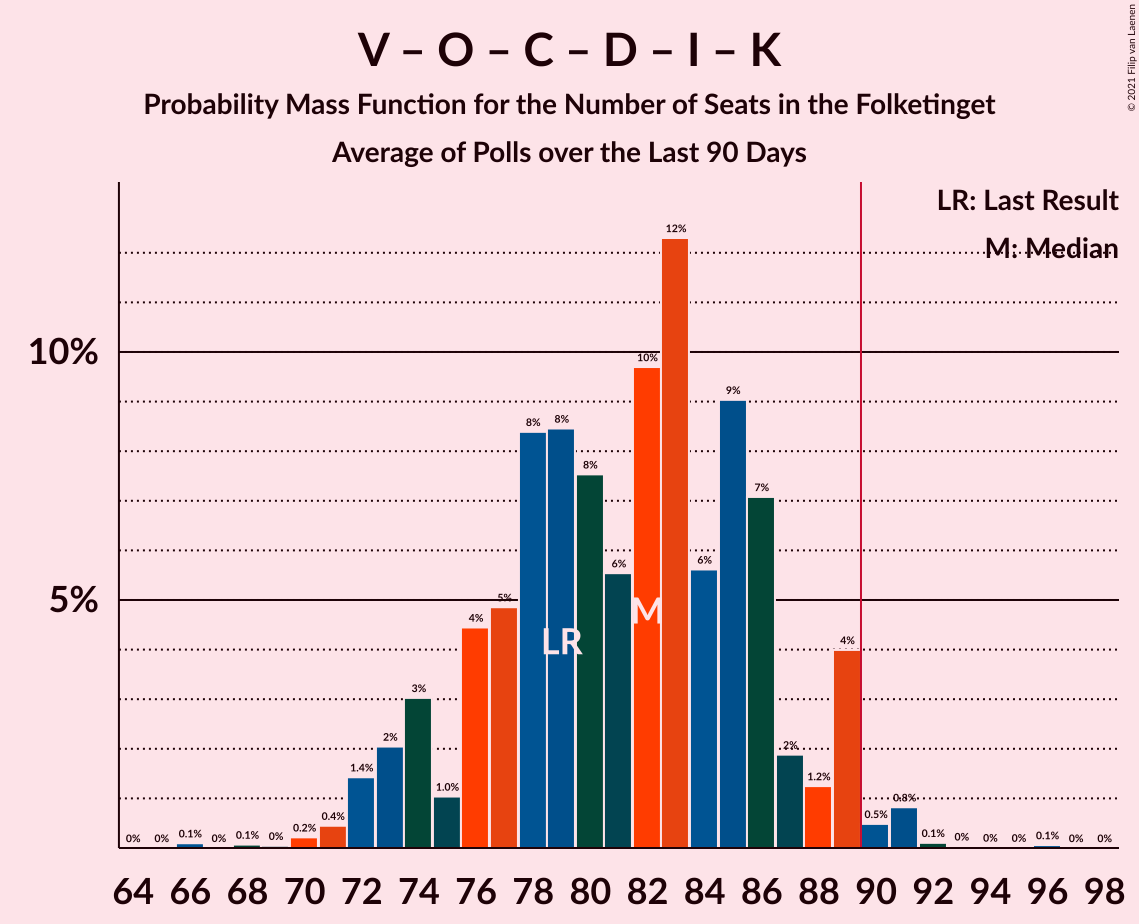 V – O – C – D – I – K
Probability Mass Function for the Number of Seats in the Folketinget
Average of Polls over the Last 90 Days
© 2021 Filip van Laenen
LR: Last Result
M: Median
10%
5%
0% 0% 0.1% 0% 0.1% 0% 0.2% 0.4% 1.4% 2% 3% 1.0% 4% 5% 8% 8% 8% 6% 10% 12% 6% 9% 7% 2% 1.2% 4% 0.5% 0.8% 0.1% 0% 0% 0% 0.1% 0% 0%
LR
M
64 66 68 70 72 74 76 78 80 82 84 86 88 90 92 94 96 98